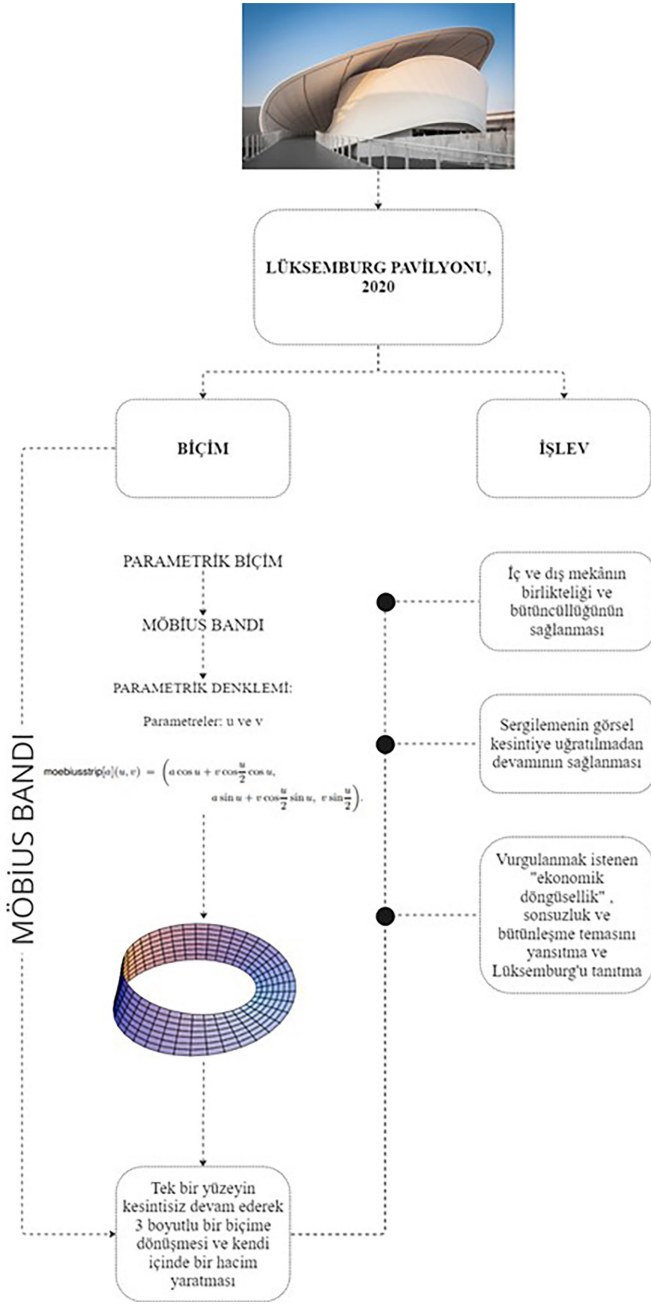 LÜKSEMBURG PAVİLYONU,
2020
BİÇİM
İŞLEV
PARAMETRİK BİÇİM
MÖBİUS BANDI
PARAMETRİK DENKLEMİ:
Parametreler: u ve v
moebiusstrip[a](u, v) = (a cos u + v cos u/2 cos u,
a sin u + v cos u/2 sin u, v sin u/2).
MÖBİUS BANDI
Tek bir yüzeyin
kesintisiz devam ederek
3 boyutlu bir biçime
dönüşmesi ve kendi
içinde bir hacim
yaratması
İç ve dış mekânın
birlikteliği ve
bütüncüllüğünün
sağlanması
Sergilemenin görsel
kesintiye uğratılmadan
devamının sağlanması
Vurgulanmak istenen
"ekonomik
döngüsellik" ,
sonsuzluk ve
bütünleşme temasını
yansıtma ve
Lüksemburg'u tanıtma